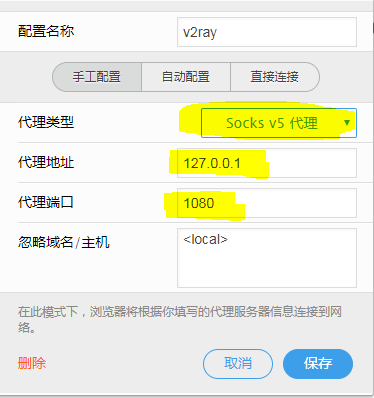 配置名称 v2ray
手工配置 自动配置 直接连接
代理类型 Socks v5 代理
代理地址 127.0.0.1
代理端口 1080
忽略域名/主机 <local>
在此模式下，浏览器将根据你填写的代理服务器信息连接到网
络。
删除 取消 保存